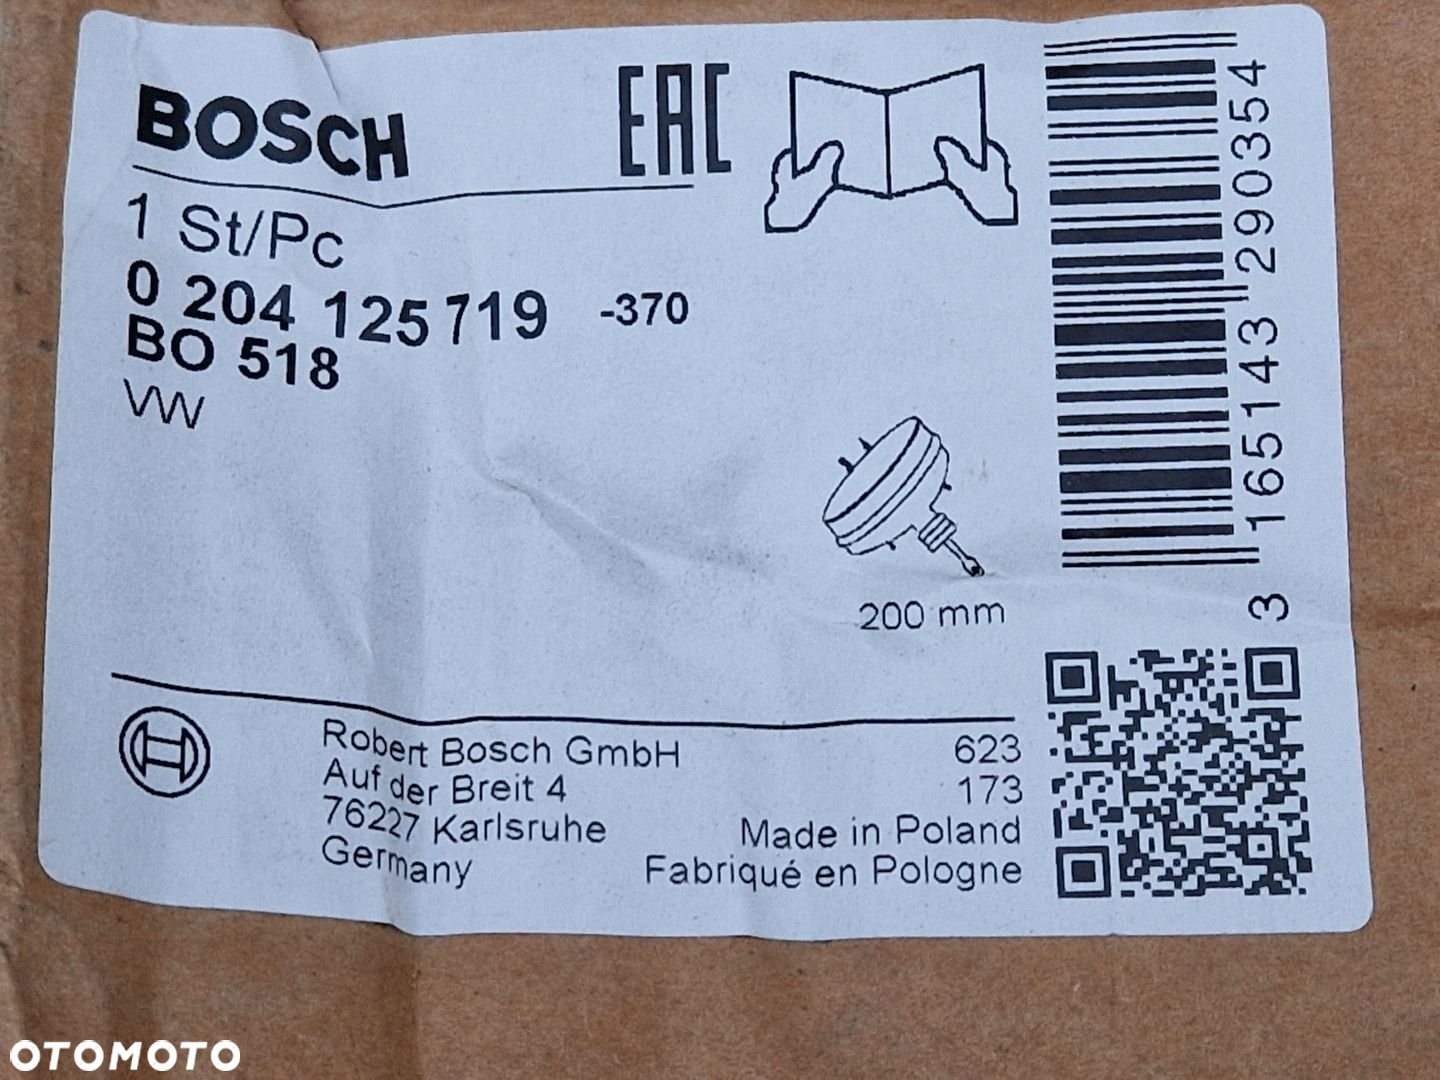 BOSCH
EAC
1 St/Pc
0 204 125 719 -370
BO 518
VW
200 mm
3 165143 290354
Robert Bosch GmbH
Auf der Breit 4
76227 Karlsruhe
Germany
623
173
Made in Poland
Fabriqué en Pologne
OTOMOTO